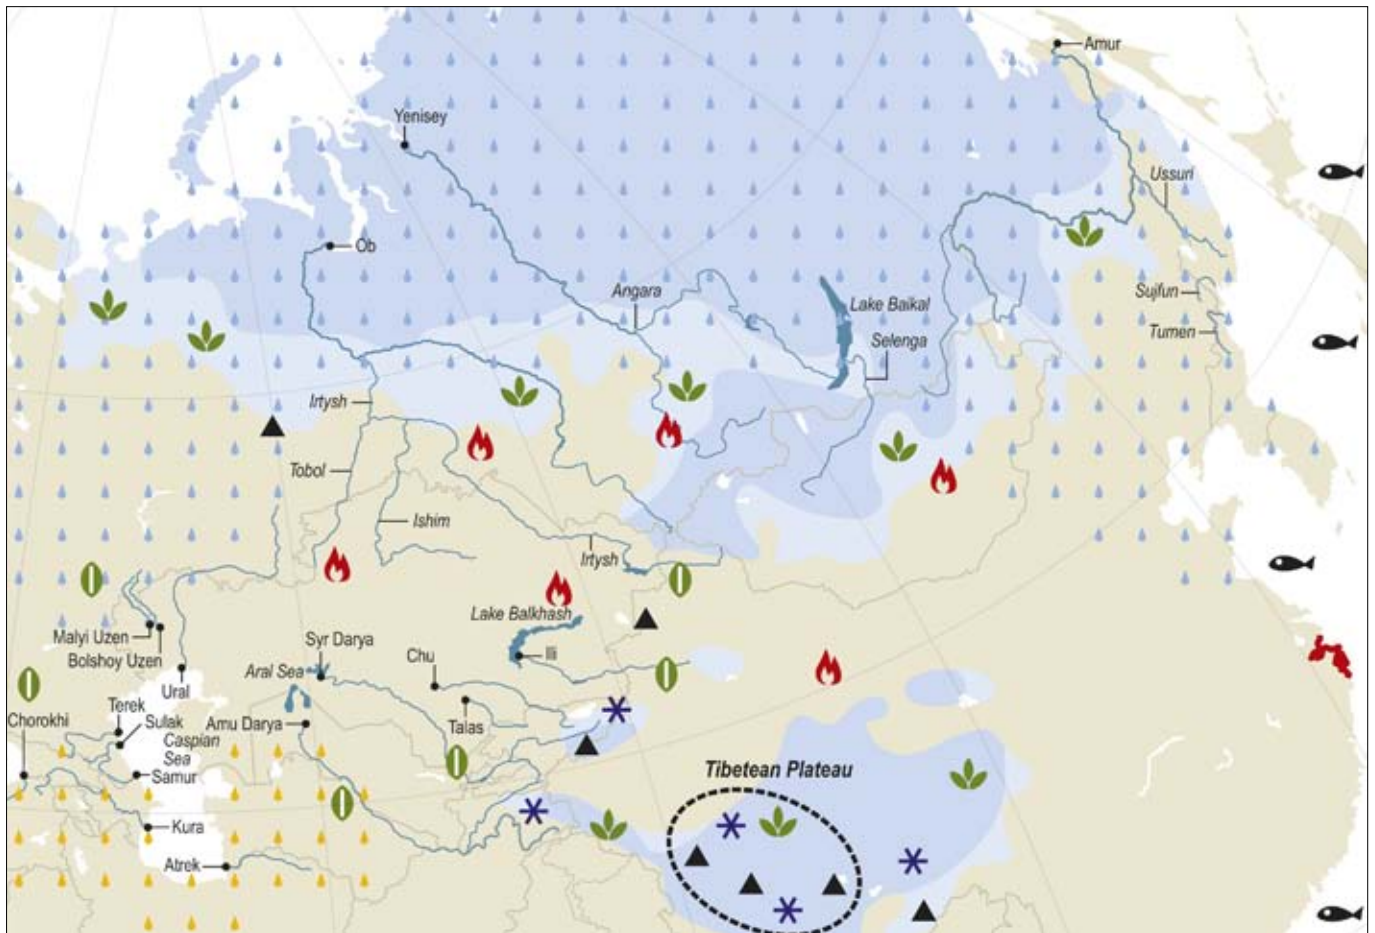 Amur
Yenisey
Ussuri
Ob
Angara
Lake Baikal
Sujfun
Selenga
Tumen
Irtysh
Tobol
Ishim
Irtysh
Lake Balkhash
Malyi Uzen
Bolshoy Uzen
Syr Darya
Chu
Ili
Aral Sea
Ural
Terek
Chorokhi
Sulak
Amu Darya
Talas
Caspian
Sea
Samur
Tibetean Plateau
Kura
Atrek